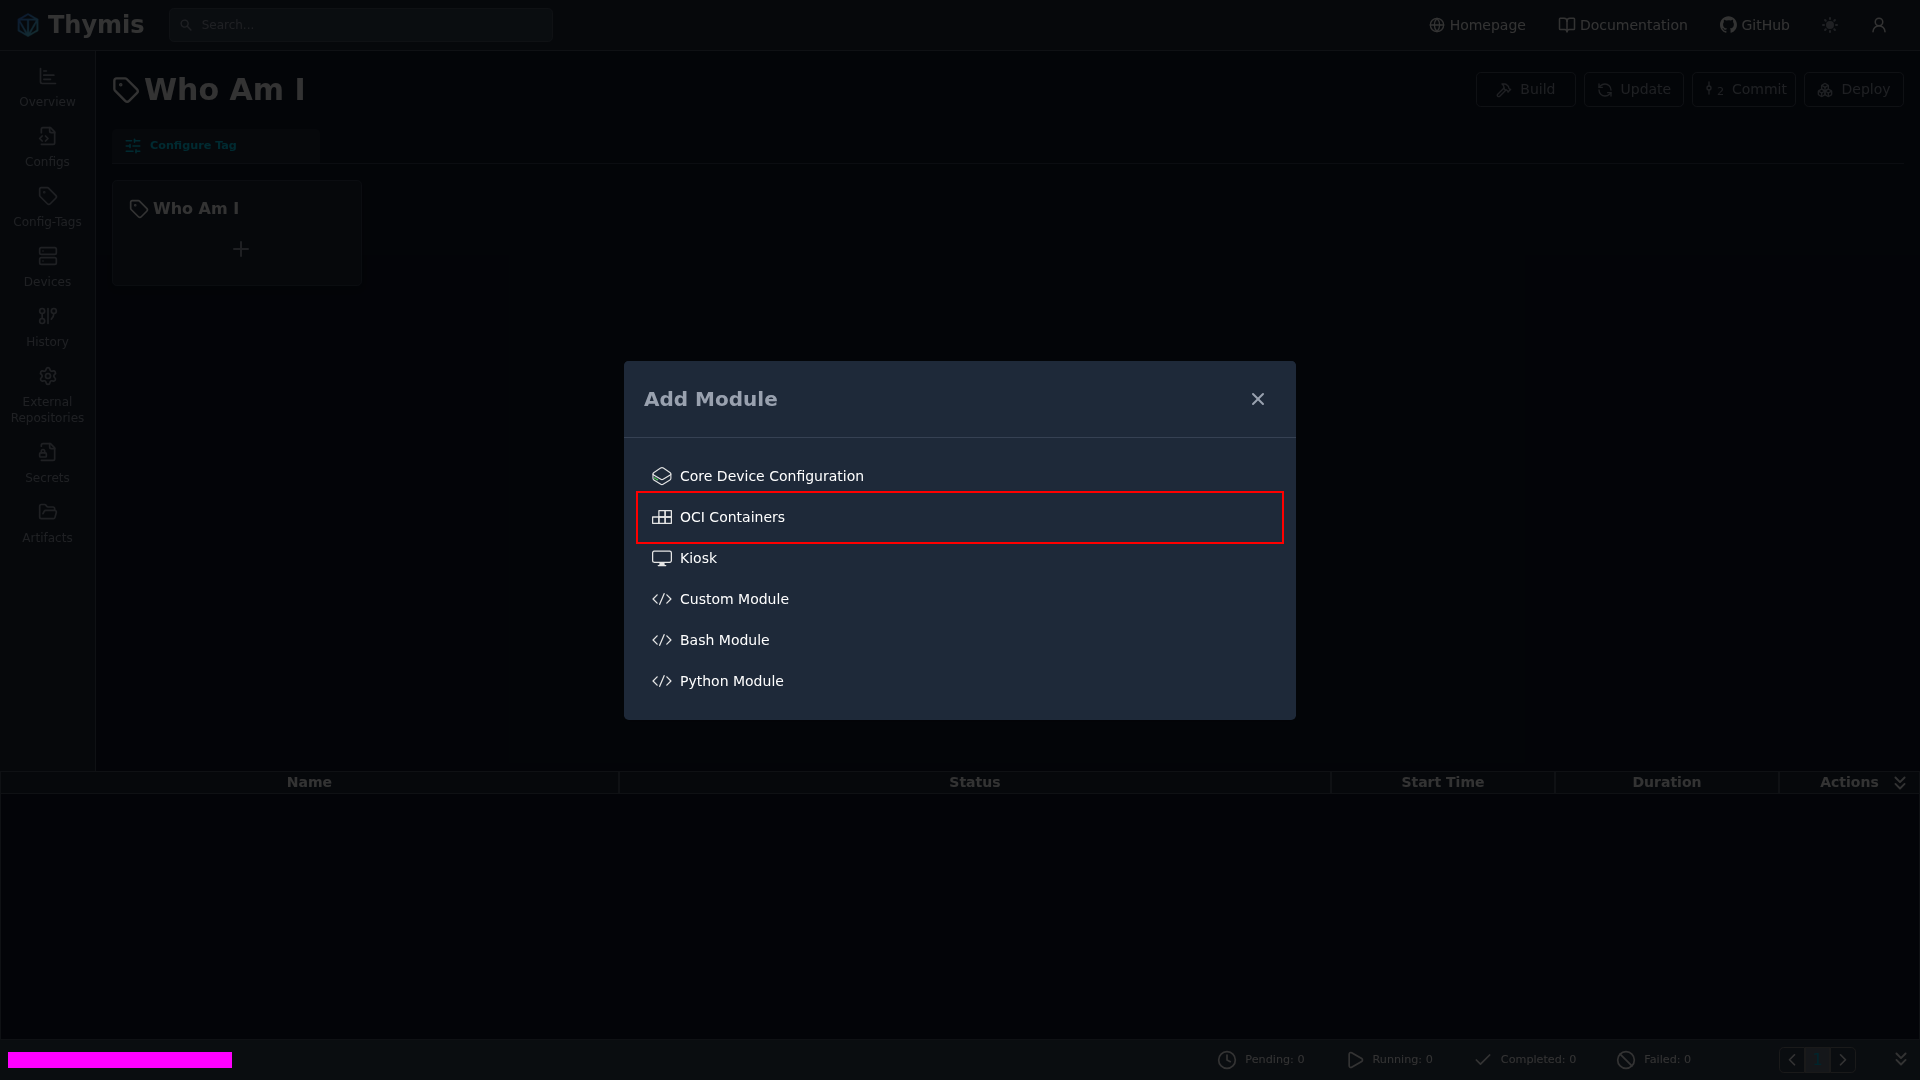 Thymis
Search...
Homepage
Documentation
GitHub
Overview
Configs
Config-Tags
Devices
History
External
Repositories
Secrets
Artifacts
Who Am I
Build
Update
2 Commit
Deploy
Configure Tag
Who Am I
Add Module
Core Device Configuration
OCI Containers
Kiosk
Custom Module
Bash Module
Python Module
Name Status Start Time Duration Actions
Pending: 0 Running: 0 Completed: 0 Failed: 0